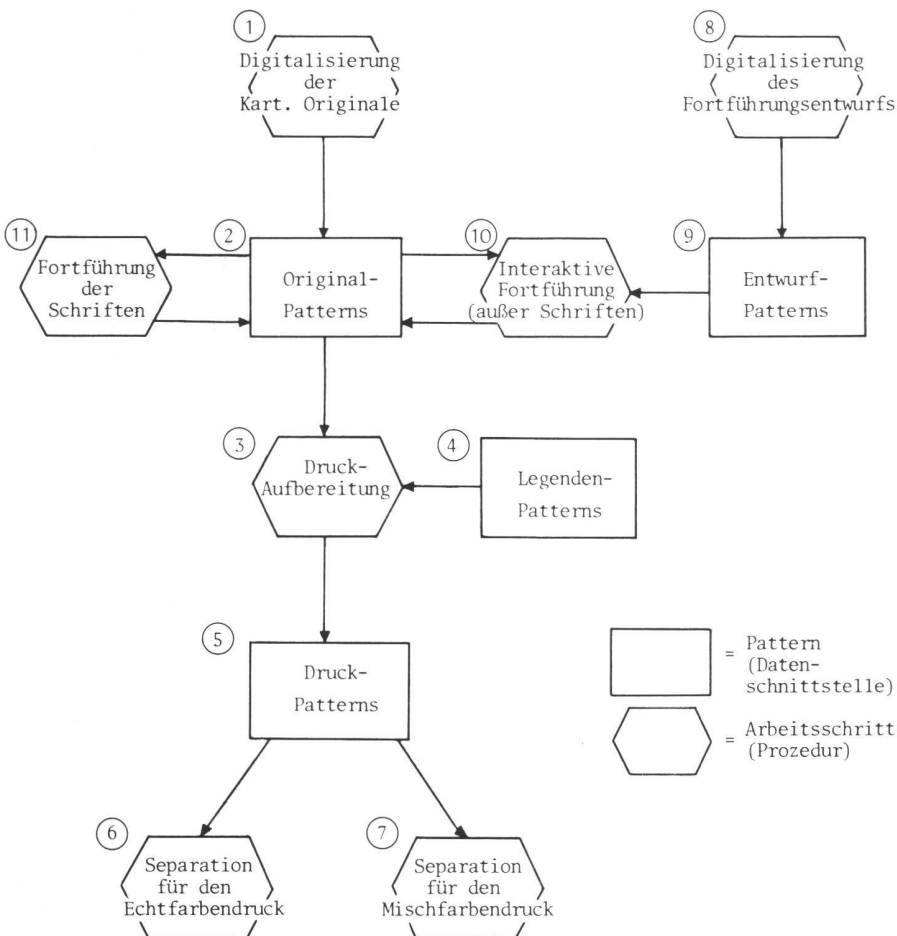 1
Digitalisierung
der
Kart. Originale
8
Digitalisierung
des
Fortführungsentwurfs
11
Fortführung
der
Schriften
2
Original-
Patterns
10
Interaktive
Fortführung
(außer Schriften)
9
Entwurf-
Patterns
3
Druck-
Aufbereitung
4
Legenden-
Patterns
5
Druck-
Patterns
= Pattern
(Daten-
schnittstelle)
= Arbeitsschritt
(Prozedur)
6
Separation
für den
Echtfarbendruck
7
Separation
für den
Mischfarbendruck